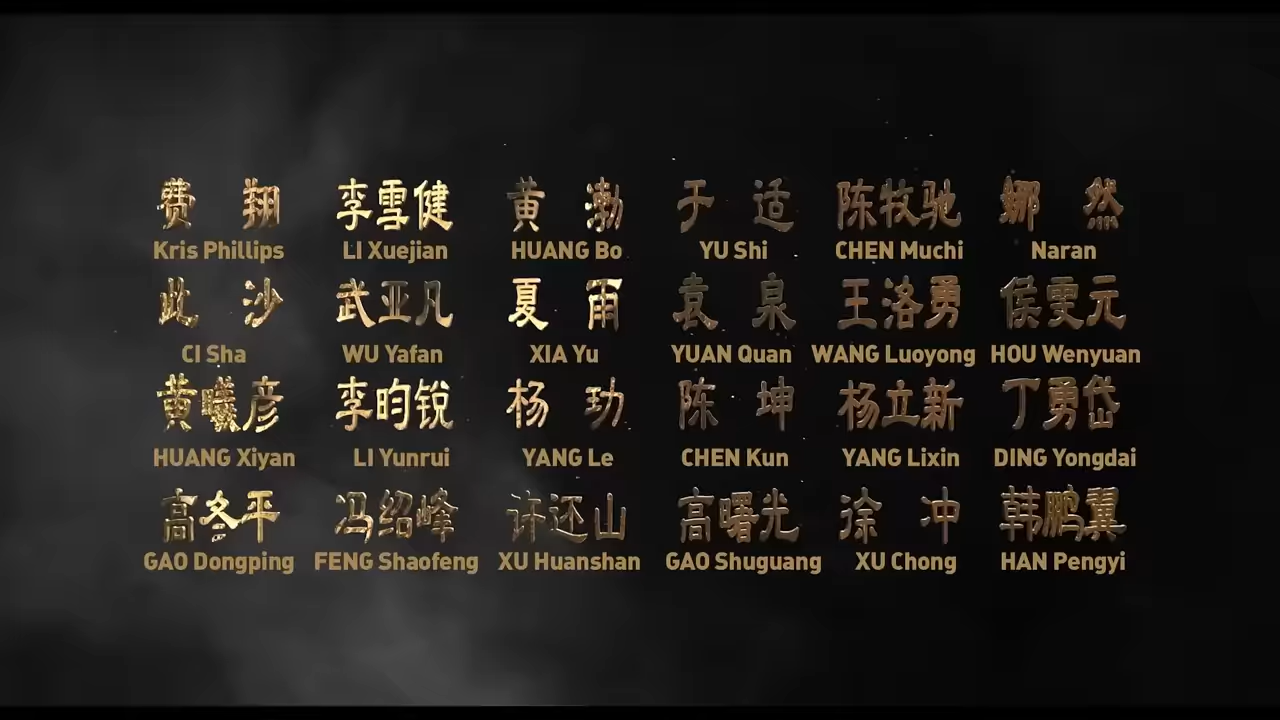 费翔 李雪健 黄渤 于适 陈牧驰 娜然
Kris Phillips LI Xuejian HUANG Bo YU Shi CHEN Muchi Naran
此沙 武亚凡 夏雨 袁泉 王洛勇 侯雯元
CI Sha WU Yafan XIA Yu YUAN Quan WANG Luoyong HOU Wenyuan
黄曦彦 李昀锐 杨玏 陈坤 杨立新 丁勇岱
HUANG Xiyan LI Yunrui YANG Le CHEN Kun YANG Lixin DING Yongdai
高冬平 冯绍峰 许还山 高曙光 徐冲 韩鹏翼
GAO Dongping FENG Shaofeng XU Huanshan GAO Shuguang XU Chong HAN Pengyi